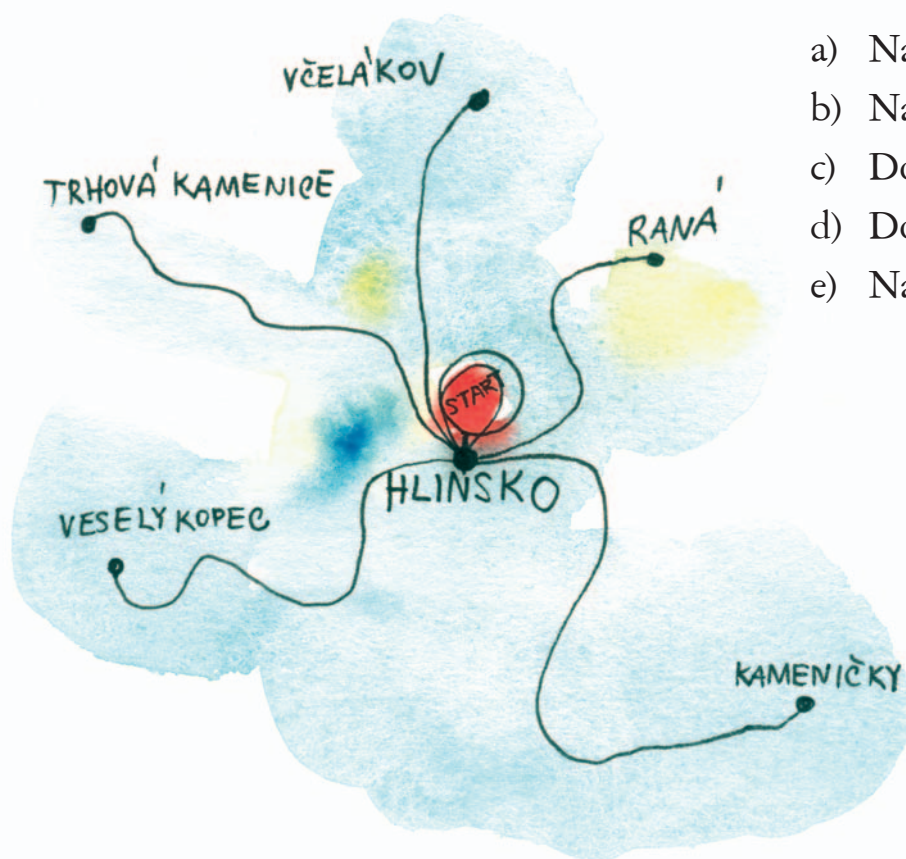 VČELÁKOV
TRHOVÁ KAMENICE
RANÁ
START
HLINSKO
VESELÝ KOPEC
KAMENIČKY
a) Na
b) Na
c) Do
d) Do
e) Na